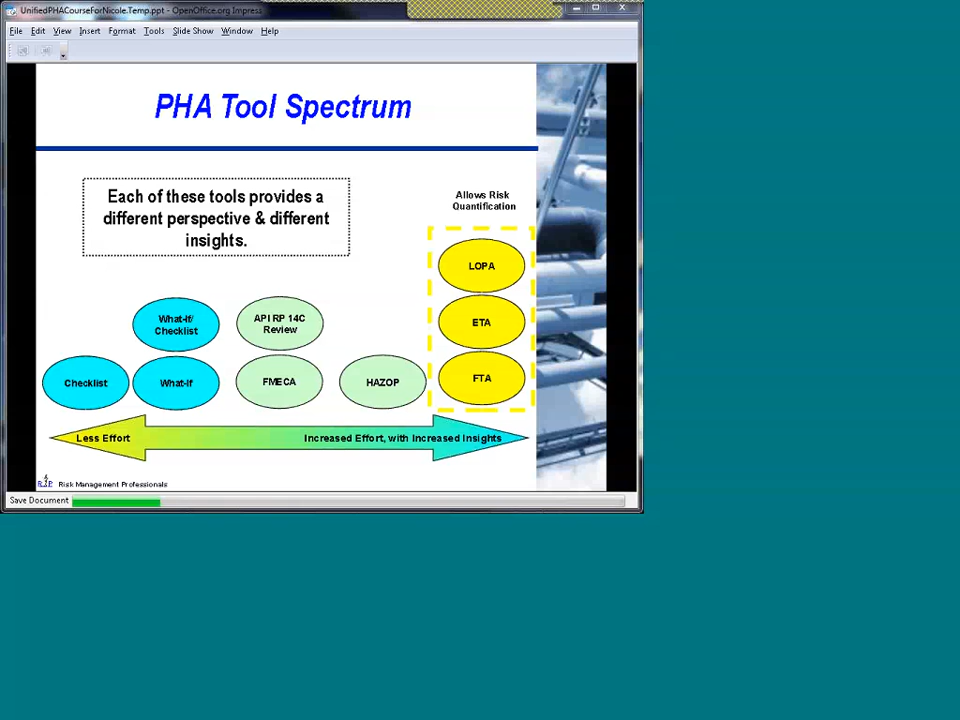 UnifiedPHACourseForNicole.Temp.ppt - OpenOffice.org Impress
File Edit View Insert Format Tools Slide Show Window Help
PHA Tool Spectrum
Each of these tools provides a
different perspective & different
insights.
Allows Risk
Quantification
LOPA
What-If/
Checklist
API RP 14C
Review
ETA
Checklist
What-If
FMECA
HAZOP
FTA
Less Effort
Increased Effort, with Increased Insights
Risk Management Professionals
Save Document